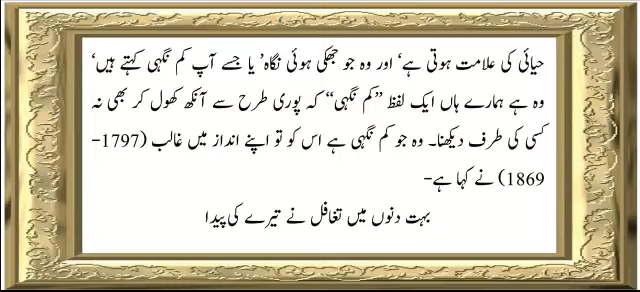 حیائی کی علامت ہوتی ہے‘ اور وہ جو جھکی ہوئی نگاہ’ یا جسے آپ کم نگہی کہتے ہیں‘
وہ ہے ہمارے ہاں ایک لفظ ”کم نگہی“ کہ پوری طرح سے آنکھ کھول کر بھی نہ
کسی کی طرف دیکھنا۔ وہ جو کم نگہی ہے اس کو تو اپنے انداز میں غالب (1797-
1869) نے کہا ہے-
بہت دنوں میں تغافل نے تیرے کی پیدا